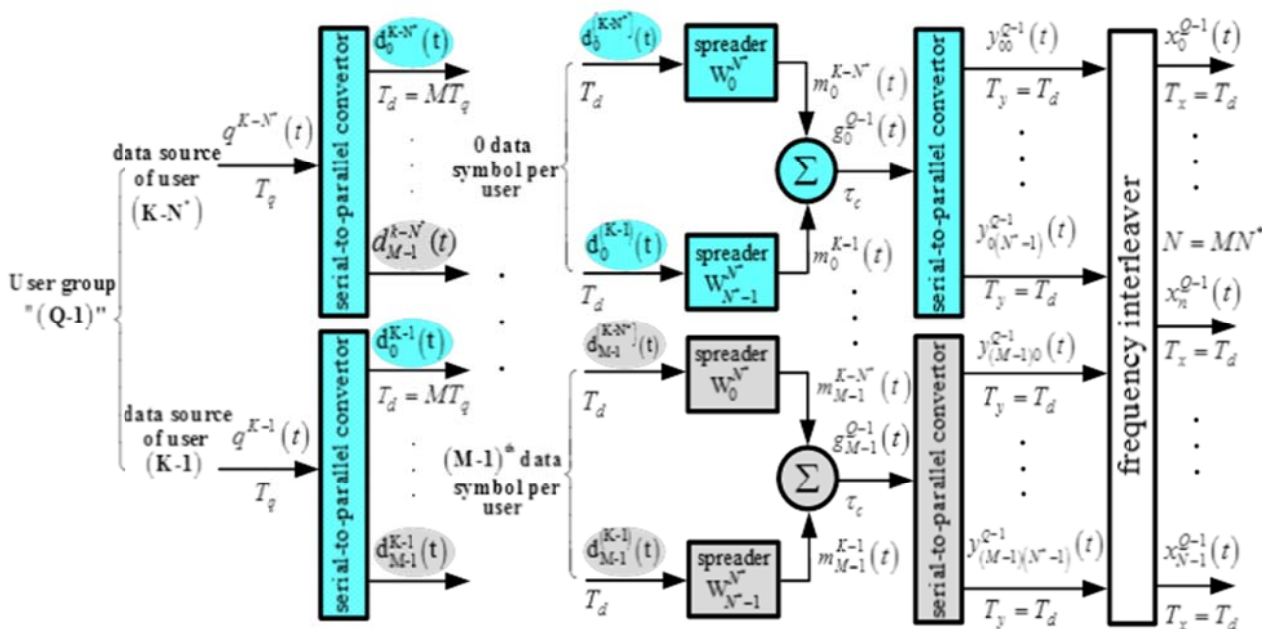 User group
"(Q-1)"
data source
of user
(K-N*)
q^{K-N*}(t)
T_q
data source
of user
(K-1)
q^{K-1}(t)
T_q
serial-to-parallel convertor
d_0^{K-N*}(t)
T_d = MT_q
d_{M-1}^{k-N*}(t)
serial-to-parallel convertor
d_0^{K-1}(t)
T_d = MT_q
d_{M-1}^{K-1}(t)
0 data
symbol per
user
d_0^{[K-N*]}(t)
T_d
spreader
W_0^{N*}
m_0^{K-N*}(t)
d_0^{[K-1)}(t)
T_d
spreader
W_{N*-1}^{N*}
m_0^{K-1}(t)
Σ
g_0^{Q-1}(t)
τ_c
(M-1)^{th} data
symbol per
user
d_{M-1}^{[K-N*]}(t)
T_d
spreader
W_0^{N*}
m_{M-1}^{K-N*}(t)
d_{M-1}^{[K-1)}(t)
T_d
spreader
W_{N*-1}^{N*}
m_{M-1}^{K-1}(t)
Σ
g_{M-1}^{Q-1}(t)
τ_c
serial-to-parallel convertor
y_{00}^{Q-1}(t)
T_y = T_d
y_{0(N*-1)}^{Q-1}(t)
T_y = T_d
serial-to-parallel convertor
y_{(M-1)0}^{Q-1}(t)
T_y = T_d
y_{(M-1)(N*-1)}^{Q-1}(t)
T_y = T_d
frequency interleaver
x_0^{Q-1}(t)
T_x = T_d
N = MN*
x_n^{Q-1}(t)
T_x = T_d
x_{N-1}^{Q-1}(t)
T_x = T_d